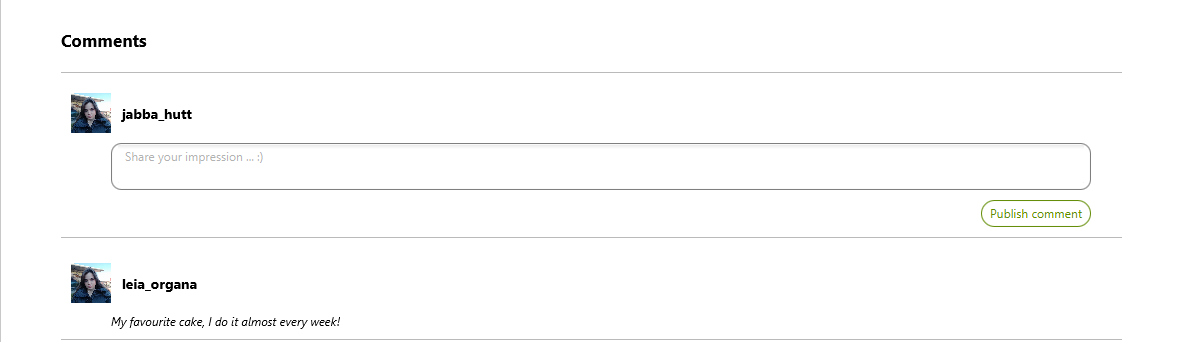 Comments
jabba_hutt
Share your impression ... :)
Publish comment
leia_organa
My favourite cake, I do it almost every week!